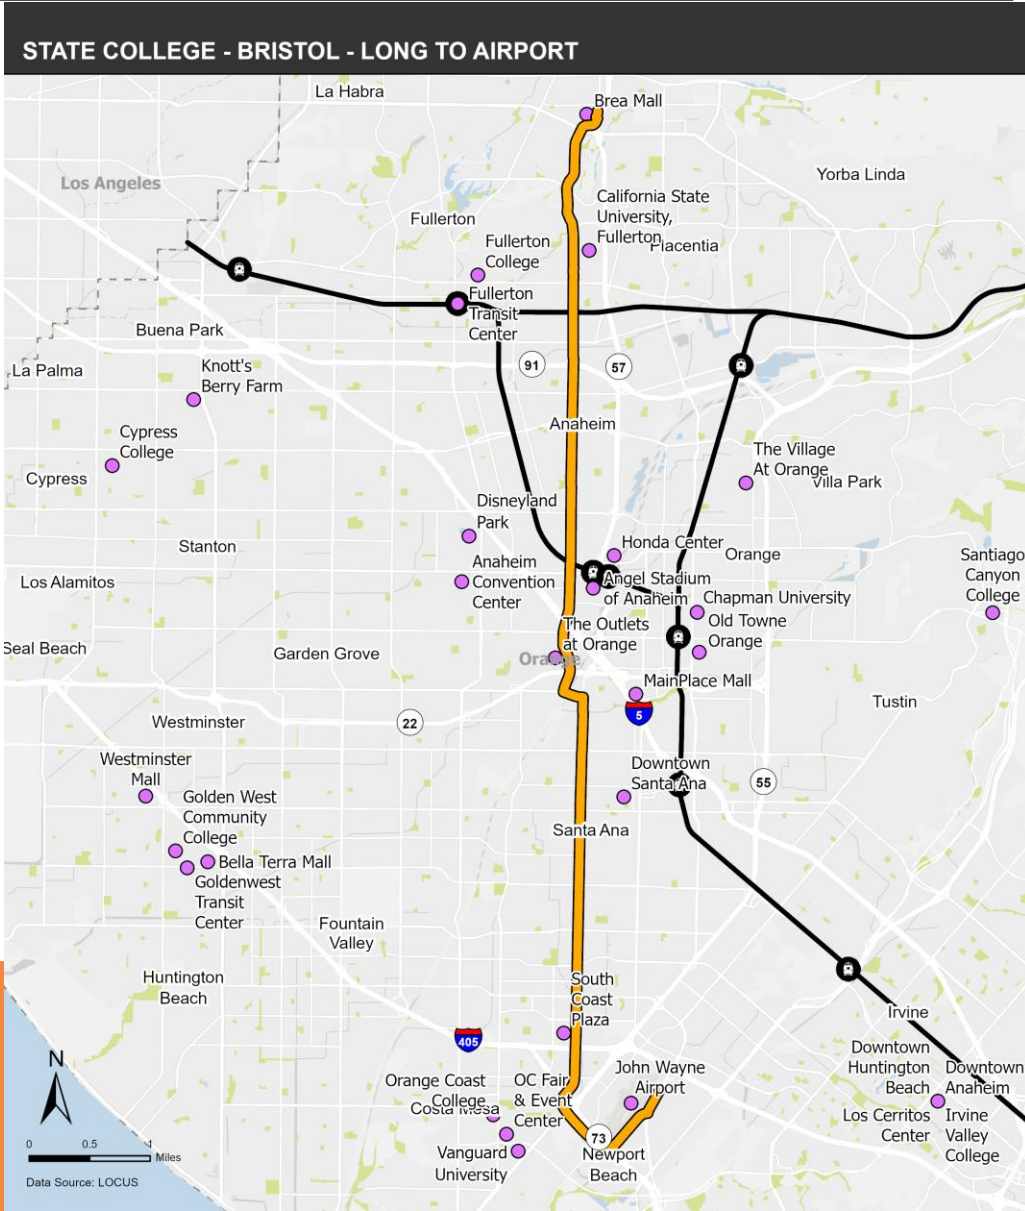 STATE COLLEGE - BRISTOL - LONG TO AIRPORT
La Habra
Brea Mall
Los Angeles
Yorba Linda
California State
University,
Fullerton
Fullerton
Placentia
Fullerton
College
Fullerton
Transit
Center
Buena Park
La Palma
Knott's
Berry Farm
91
57
Anaheim
Cypress
College
Cypress
The Village
At Orange
Villa Park
Disneyland
Park
Stanton
Honda Center
Orange
Santiago
Canyon
College
Los Alamitos
Anaheim
Convention
Center
Angel Stadium
of Anaheim
Chapman University
Old Towne
Orange
The Outlets
at Orange
Seal Beach
Garden Grove
Orange
MainPlace Mall
5
Tustin
Westminster
22
Westminster
Mall
Downtown
Santa Ana
55
Golden West
Community
College
Santa Ana
Bella Terra Mall
Goldenwest
Transit
Center
Fountain
Valley
Huntington
Beach
South
Coast
Plaza
Irvine
405
N
Orange Coast
College
Costa Mesa
OC Fair
& Event
Center
John Wayne
Airport
Downtown
Huntington
Beach
Downtown
Anaheim
Los Cerritos
Center
Irvine
Valley
College
73
Vanguard
University
Newport
Beach
0 0.5 1
Miles
Data Source: LOCUS